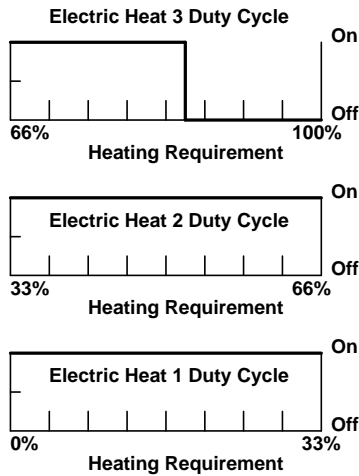 Electric Heat 3 Duty Cycle
On
Off
66% 100%
Heating Requirement
On
Electric Heat 2 Duty Cycle
Off
33% 66%
Heating Requirement
On
Electric Heat 1 Duty Cycle
Off
0% 33%
Heating Requirement